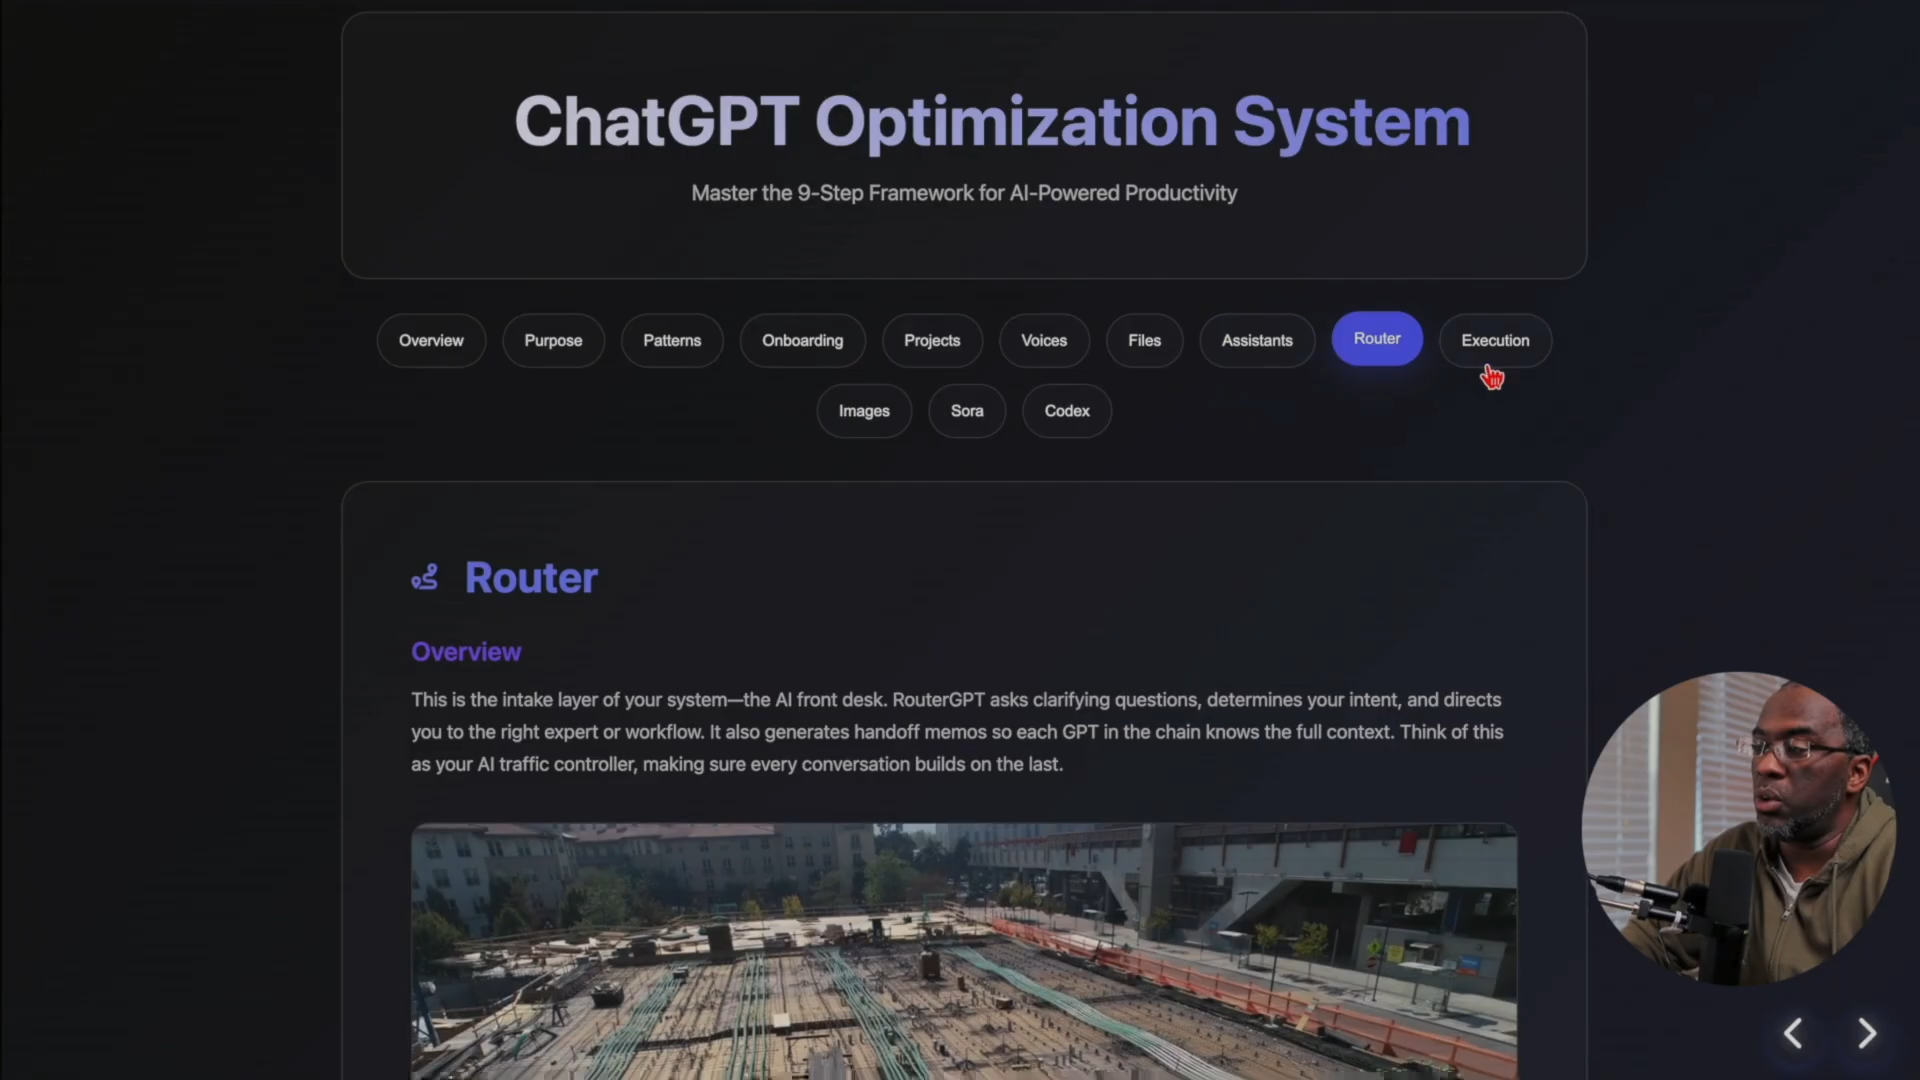 ChatGPT Optimization System
Master the 9-Step Framework for AI-Powered Productivity
Overview
Purpose
Patterns
Onboarding
Projects
Voices
Files
Assistants
Router
Execution
Images
Sora
Codex
Router
Overview
This is the intake layer of your system—the AI front desk. RouterGPT asks clarifying questions, determines your intent, and directs
you to the right expert or workflow. It also generates handoff memos so each GPT in the chain knows the full context. Think of this
as your AI traffic controller, making sure every conversation builds on the last.